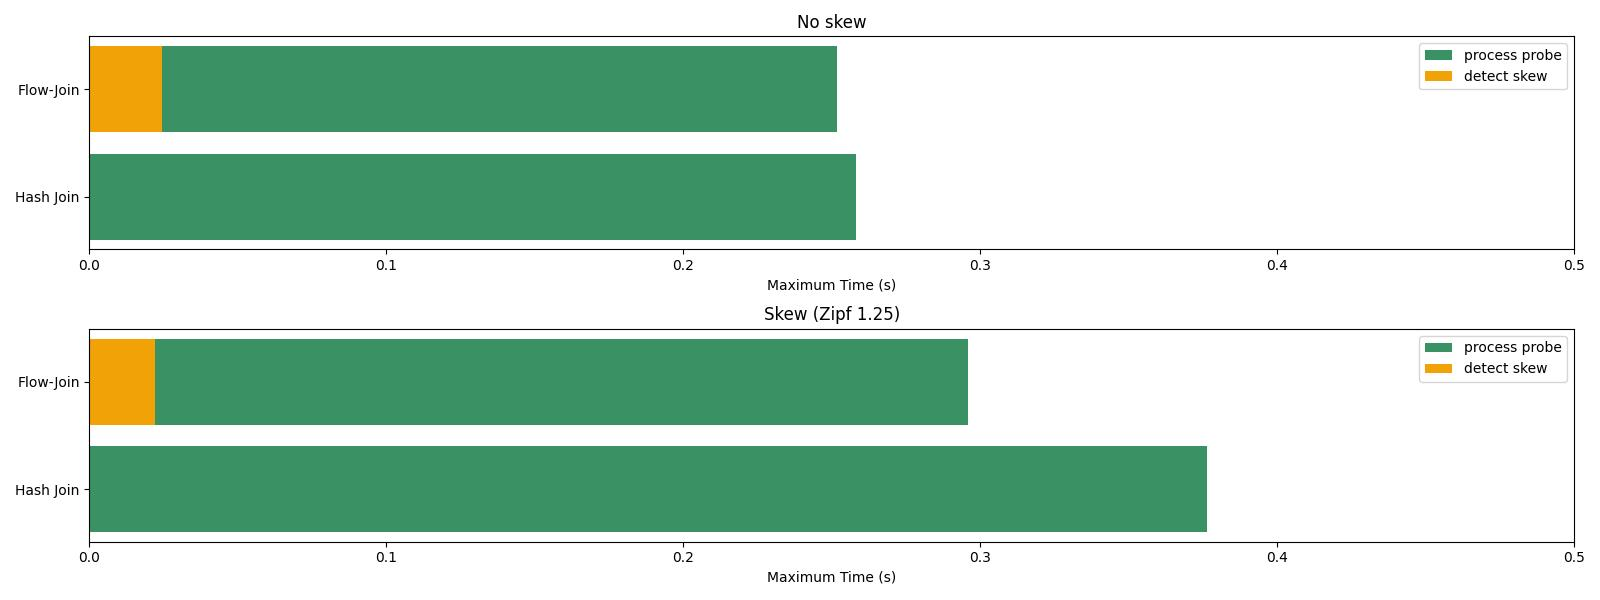 No skew
process probe
detect skew
Flow-Join
Hash Join
0.0 0.1 0.2 0.3 0.4 0.5
Maximum Time (s)
Skew (Zipf 1.25)
process probe
detect skew
Flow-Join
Hash Join
0.0 0.1 0.2 0.3 0.4 0.5
Maximum Time (s)